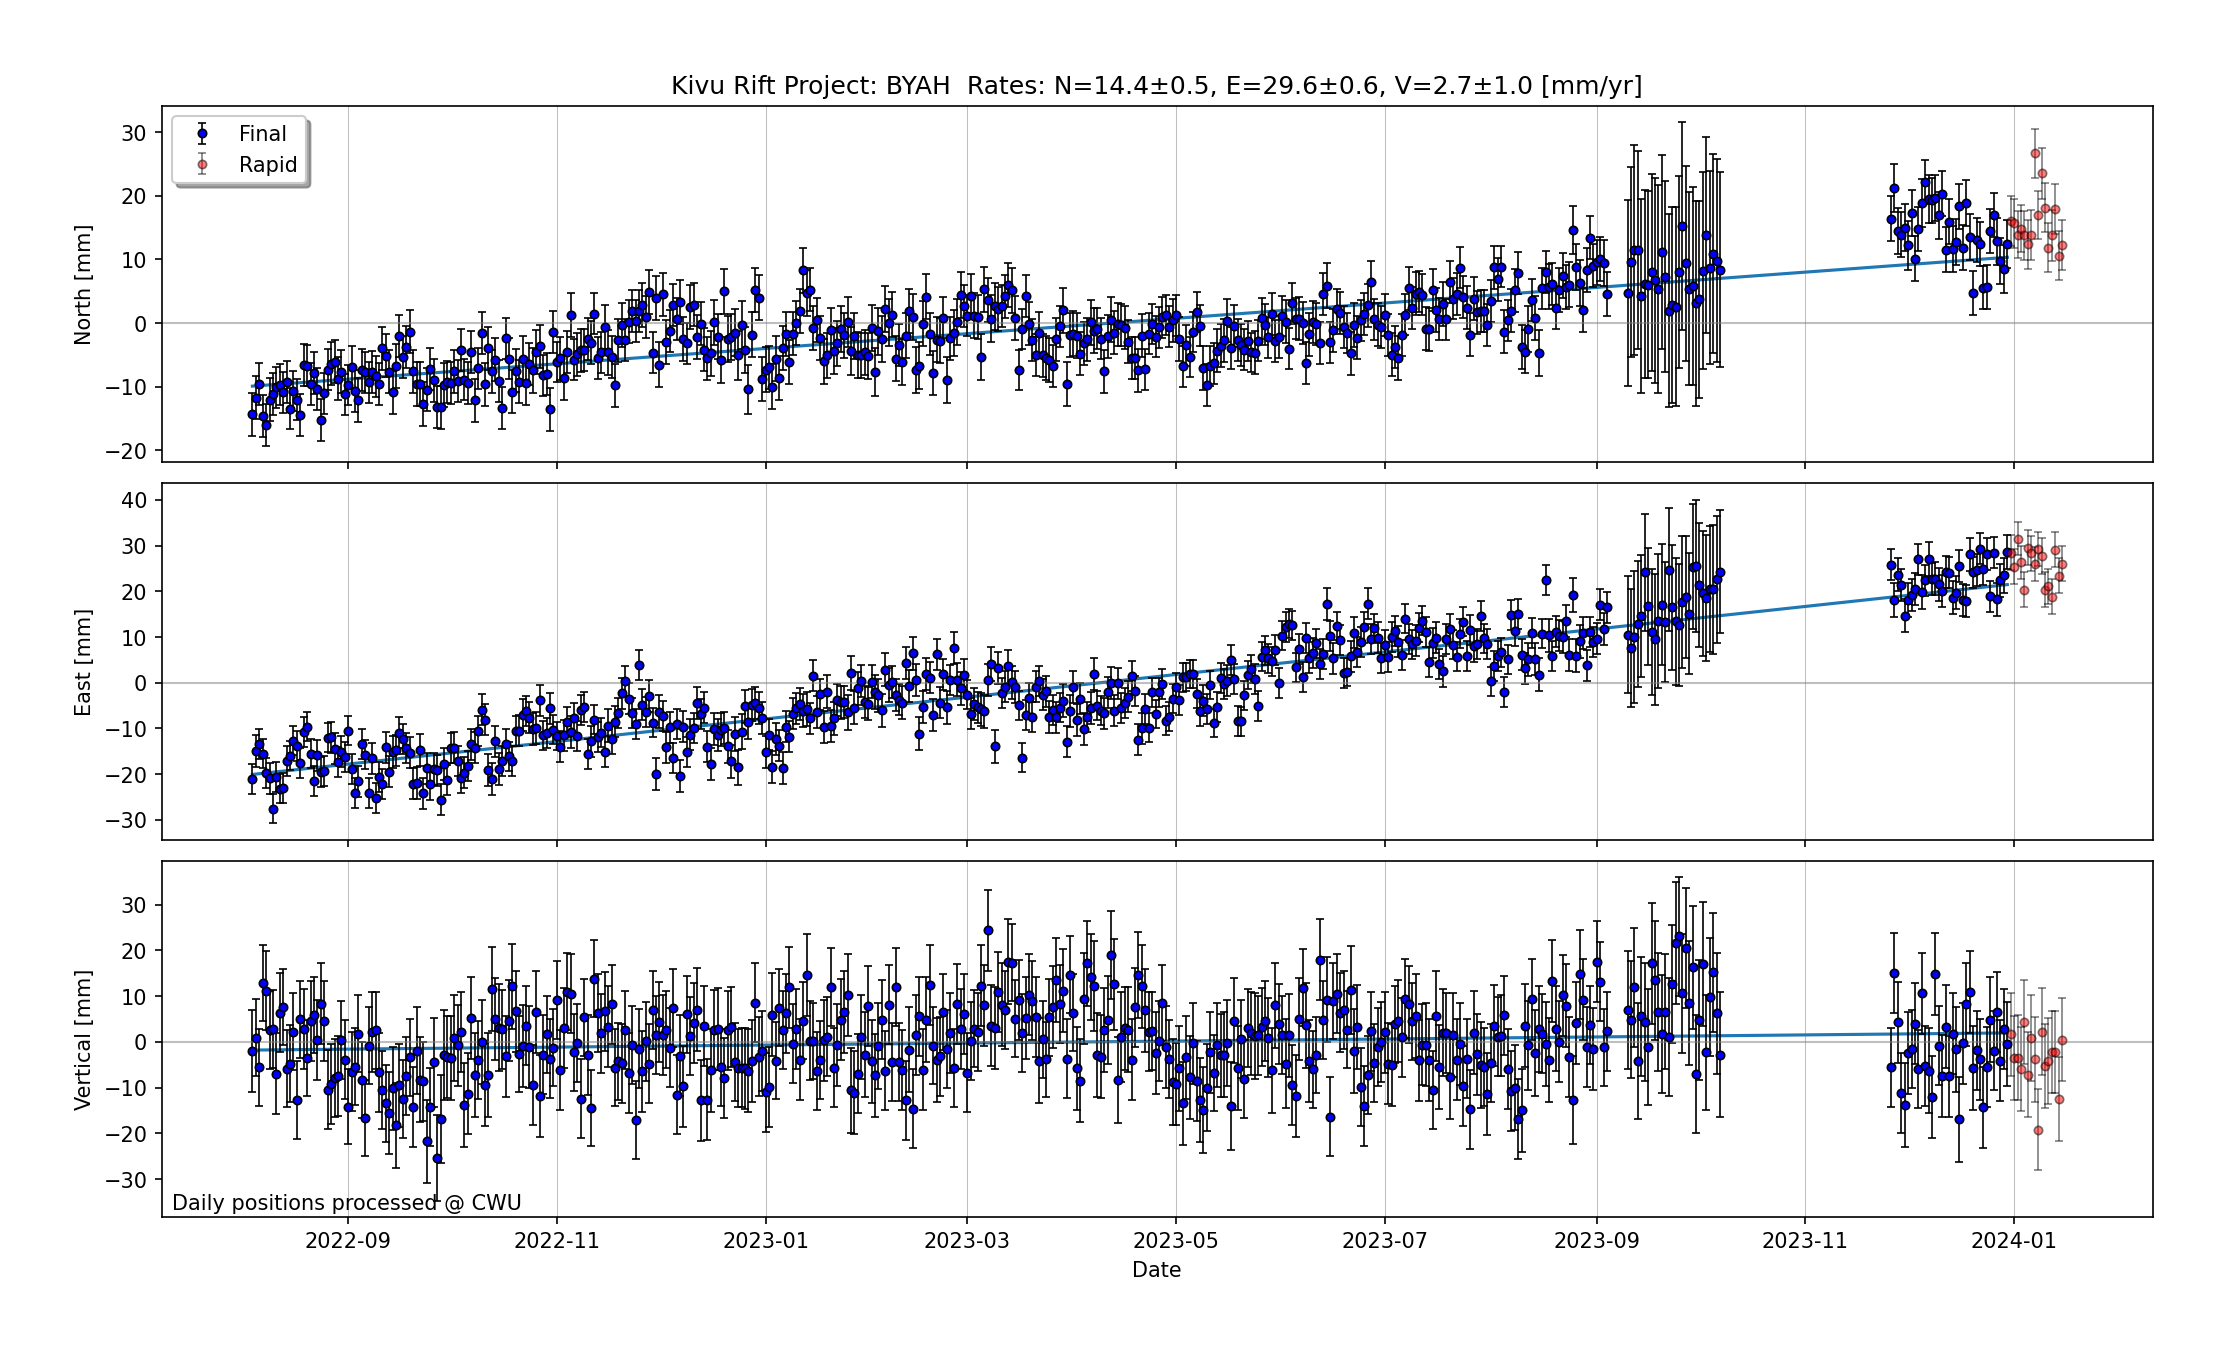 Kivu Rift Project: BYAH  Rates: N=14.4±0.5, E=29.6±0.6, V=2.7±1.0 [mm/yr]
Final
Rapid
30
20
10
0
−10
−20
North [mm]
40
30
20
10
0
−10
−20
−30
East [mm]
30
20
10
0
−10
−20
−30
Vertical [mm]
Daily positions processed @ CWU
2022-09 2022-11 2023-01 2023-03 2023-05 2023-07 2023-09 2023-11 2024-01
Date